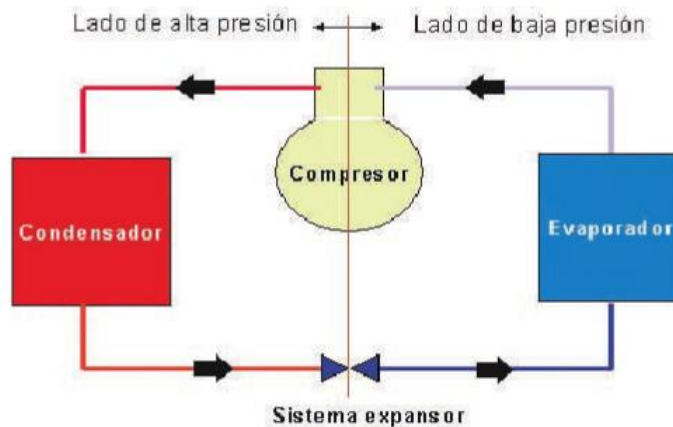 Lado de alta presión
Lado de baja presión
Compresor
Condensador
Evaporador
Sistema expansor